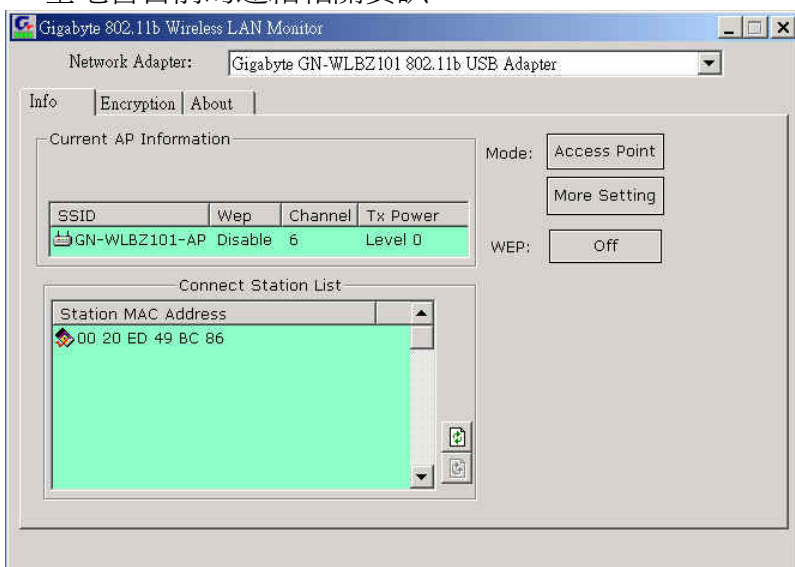 Gigabyte 802.11b Wireless LAN Monitor
Network Adapter: Gigabyte GN-WLBZ101 802.11b USB Adapter
Info Encryption About
Current AP Information
SSID Wep Channel Tx Power
GN-WLBZ101-AP Disable 6 Level 0
Mode: Access Point
More Setting
WEP: Off
Connect Station List
Station MAC Address
00 20 ED 49 BC 86